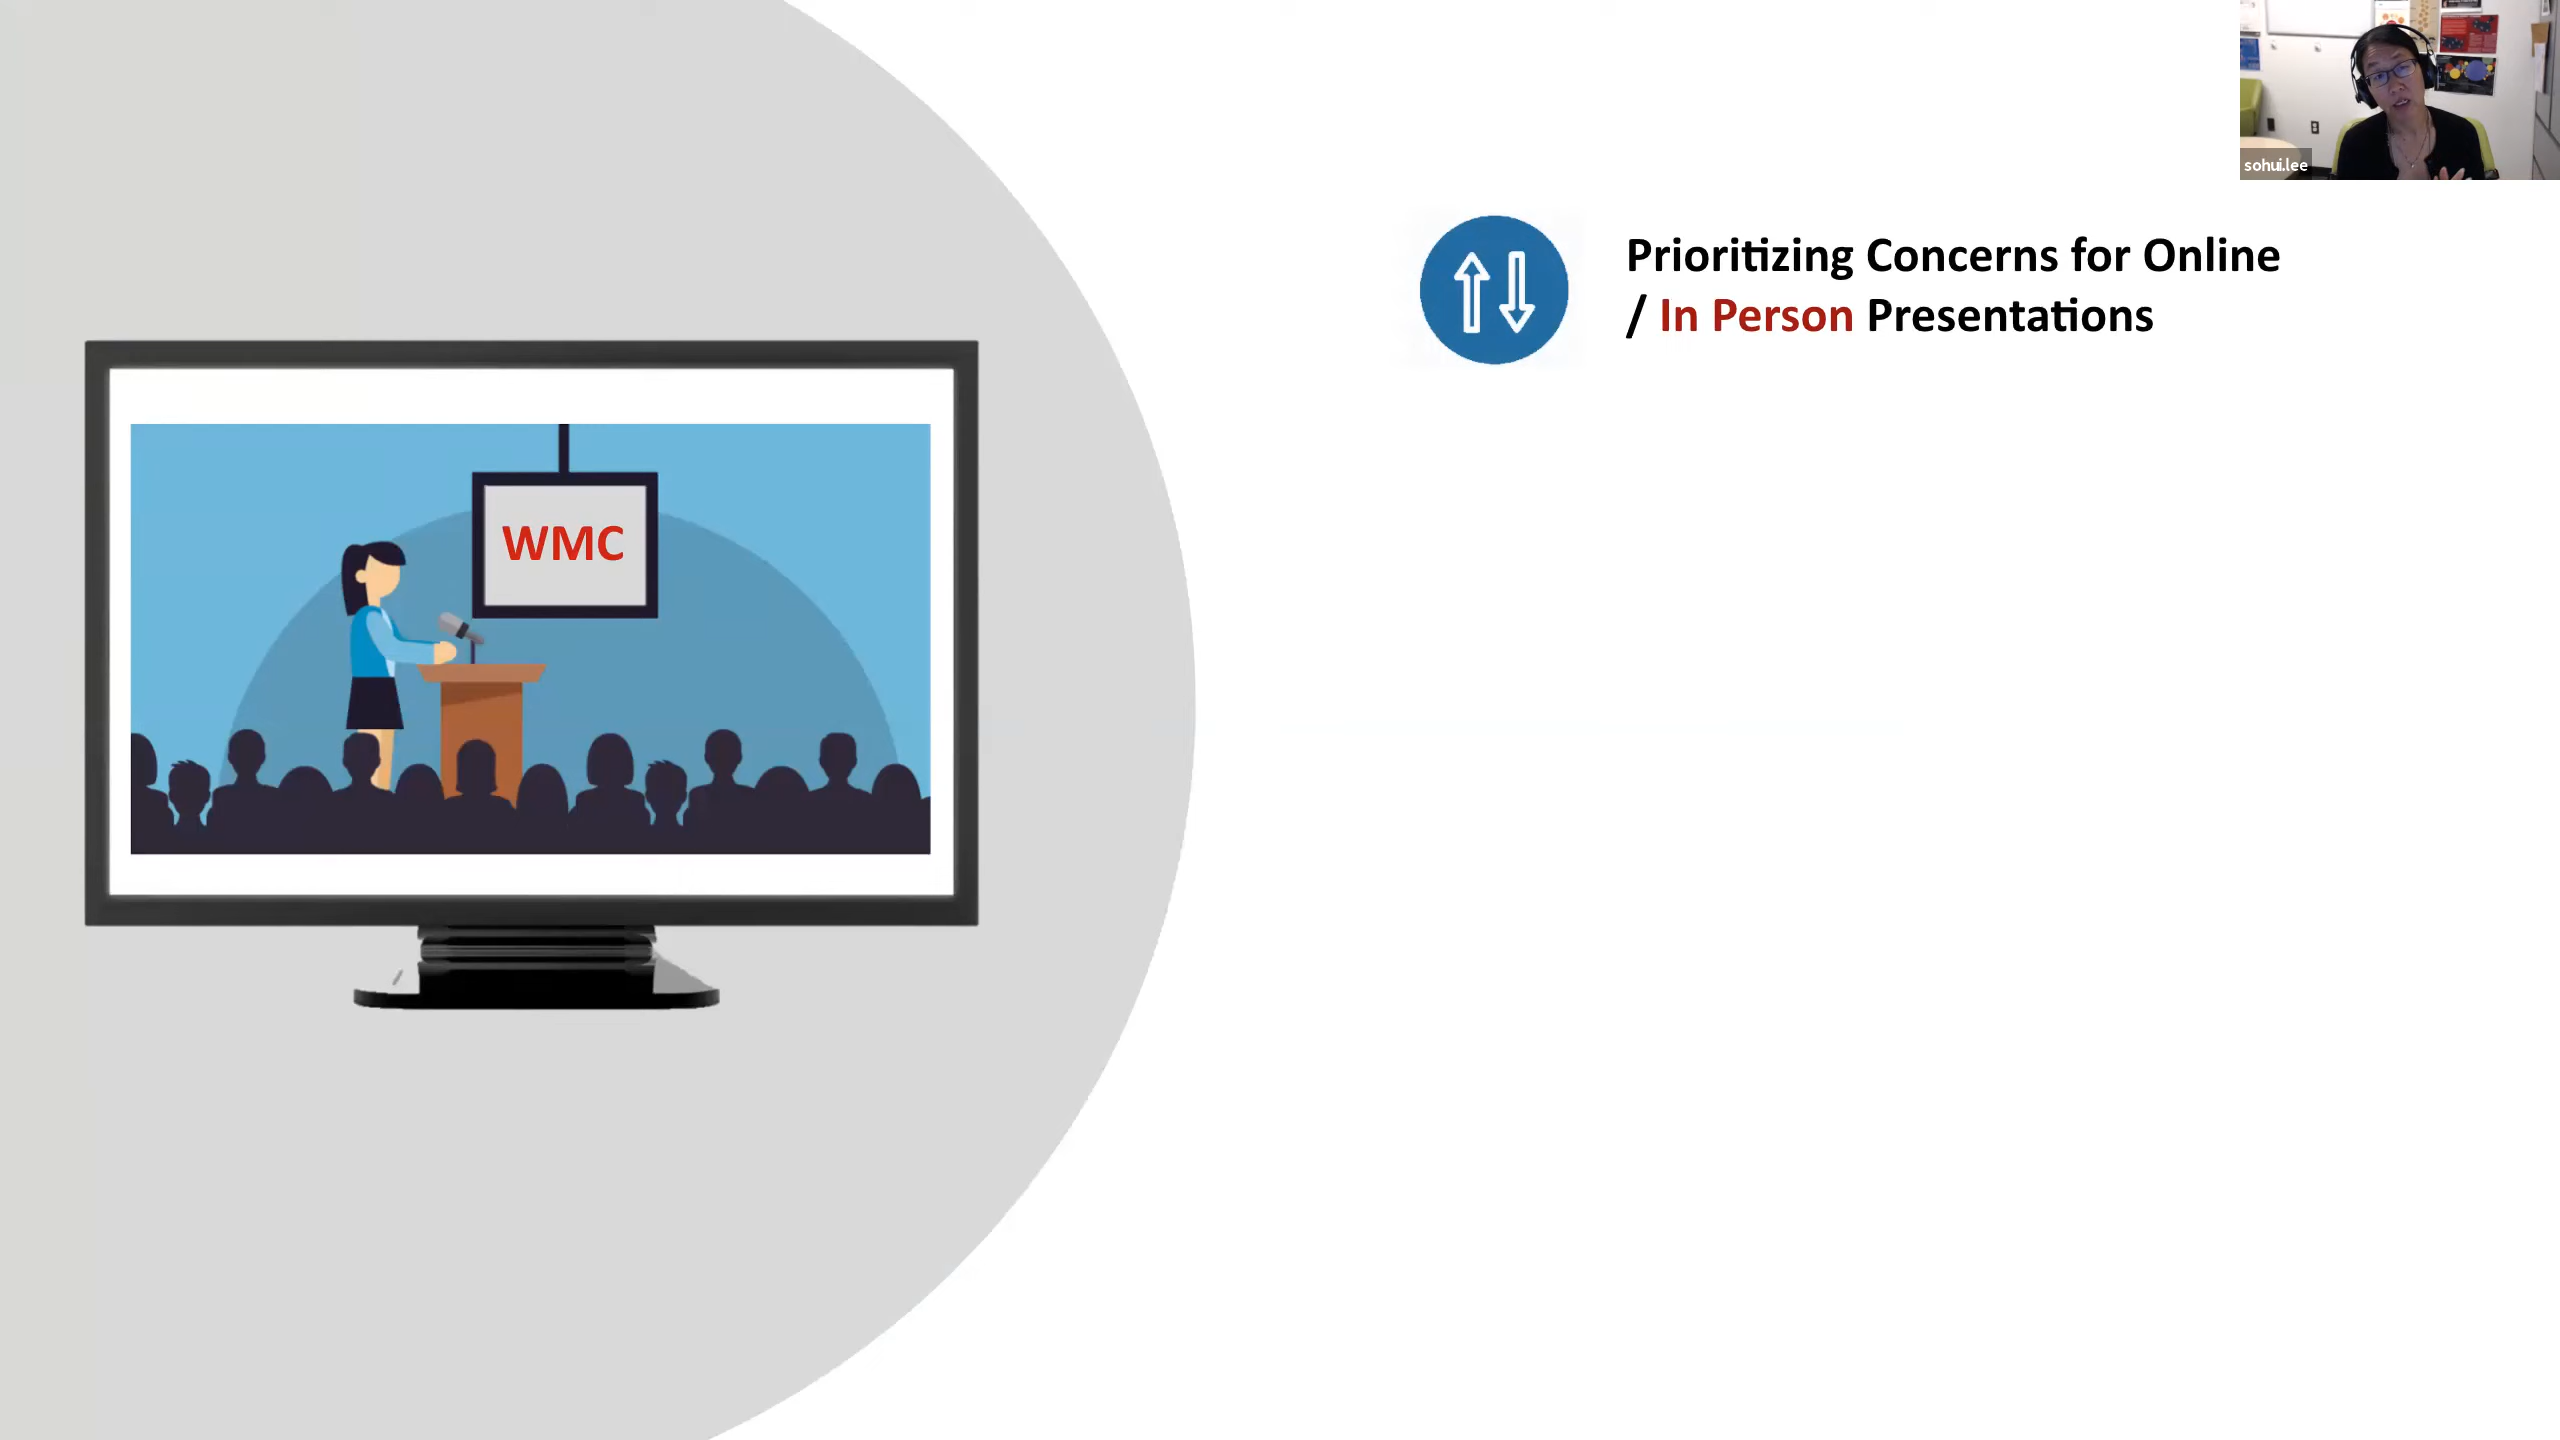 sohui.lee
Prioritizing Concerns for Online
/ In Person Presentations
WMC